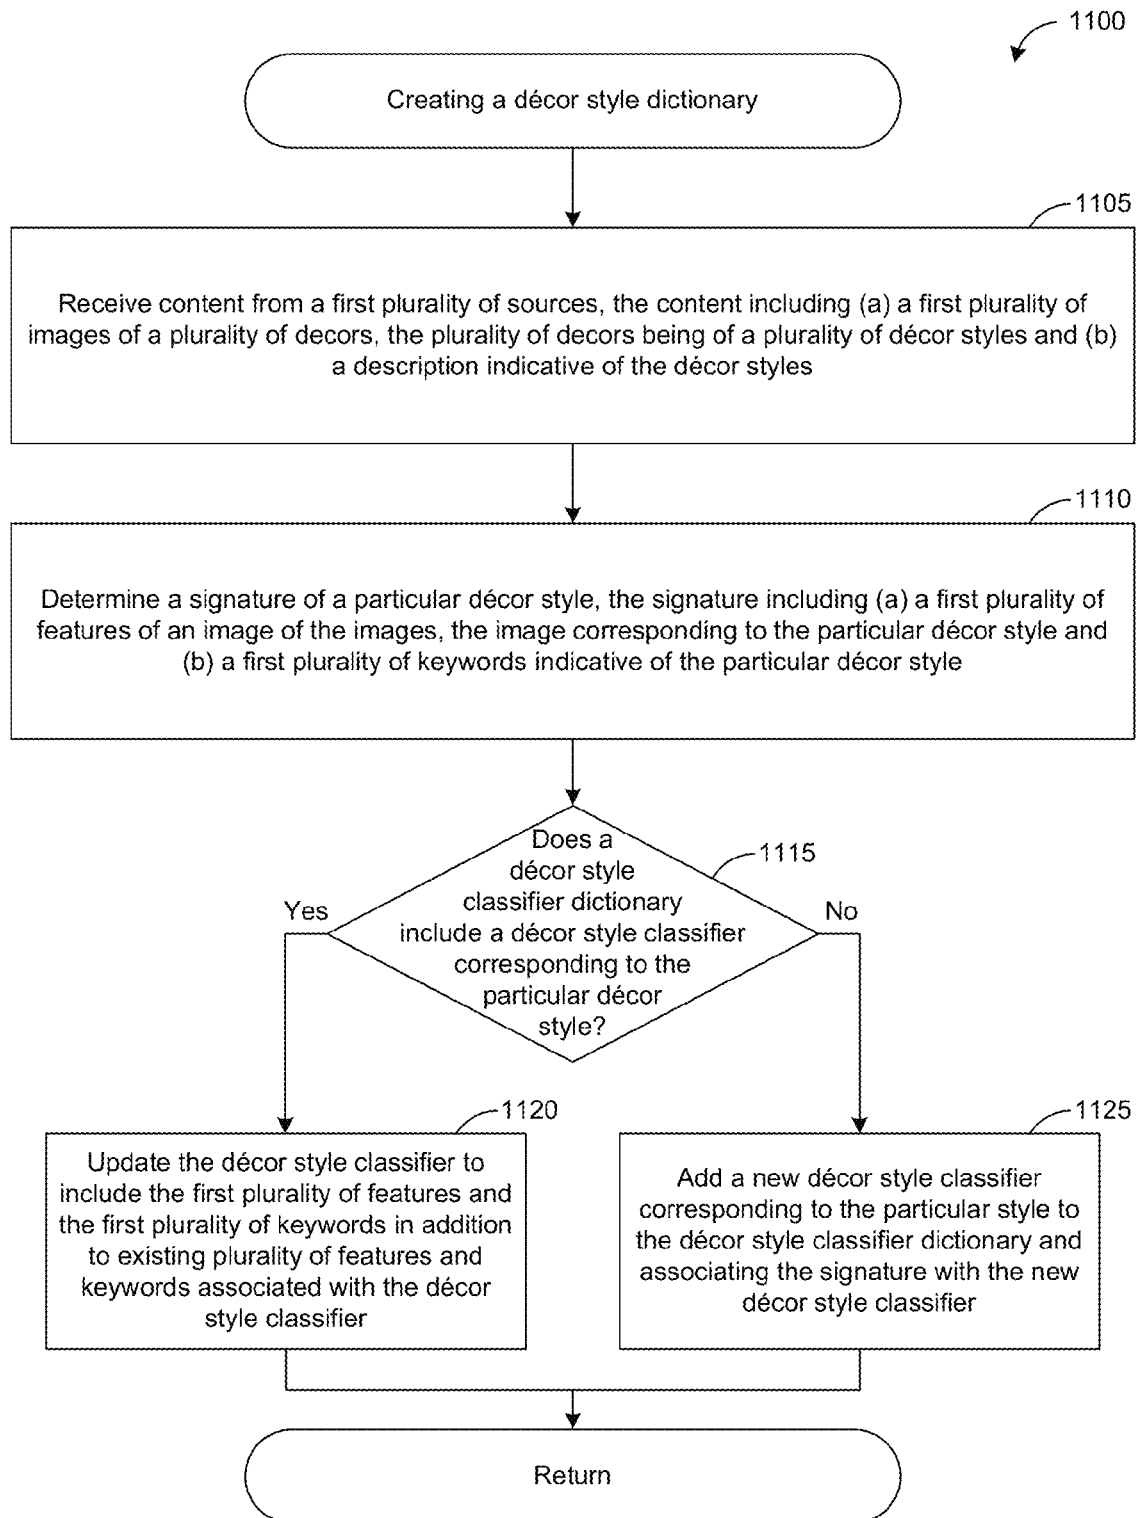 1100
Creating a décor style dictionary
1105
Receive content from a first plurality of sources, the content including (a) a first plurality of
images of a plurality of decors, the plurality of decors being of a plurality of décor styles and (b)
a description indicative of the décor styles
1110
Determine a signature of a particular décor style, the signature including (a) a first plurality of
features of an image of the images, the image corresponding to the particular décor style and
(b) a first plurality of keywords indicative of the particular décor style
Does a
décor style
classifier dictionary
include a décor style classifier
corresponding to the
particular décor
style?
1115
Yes
No
1120
Update the décor style classifier to
include the first plurality of features and
the first plurality of keywords in addition
to existing plurality of features and
keywords associated with the décor
style classifier
1125
Add a new décor style classifier
corresponding to the particular style to
the décor style classifier dictionary and
associating the signature with the new
décor style classifier
Return